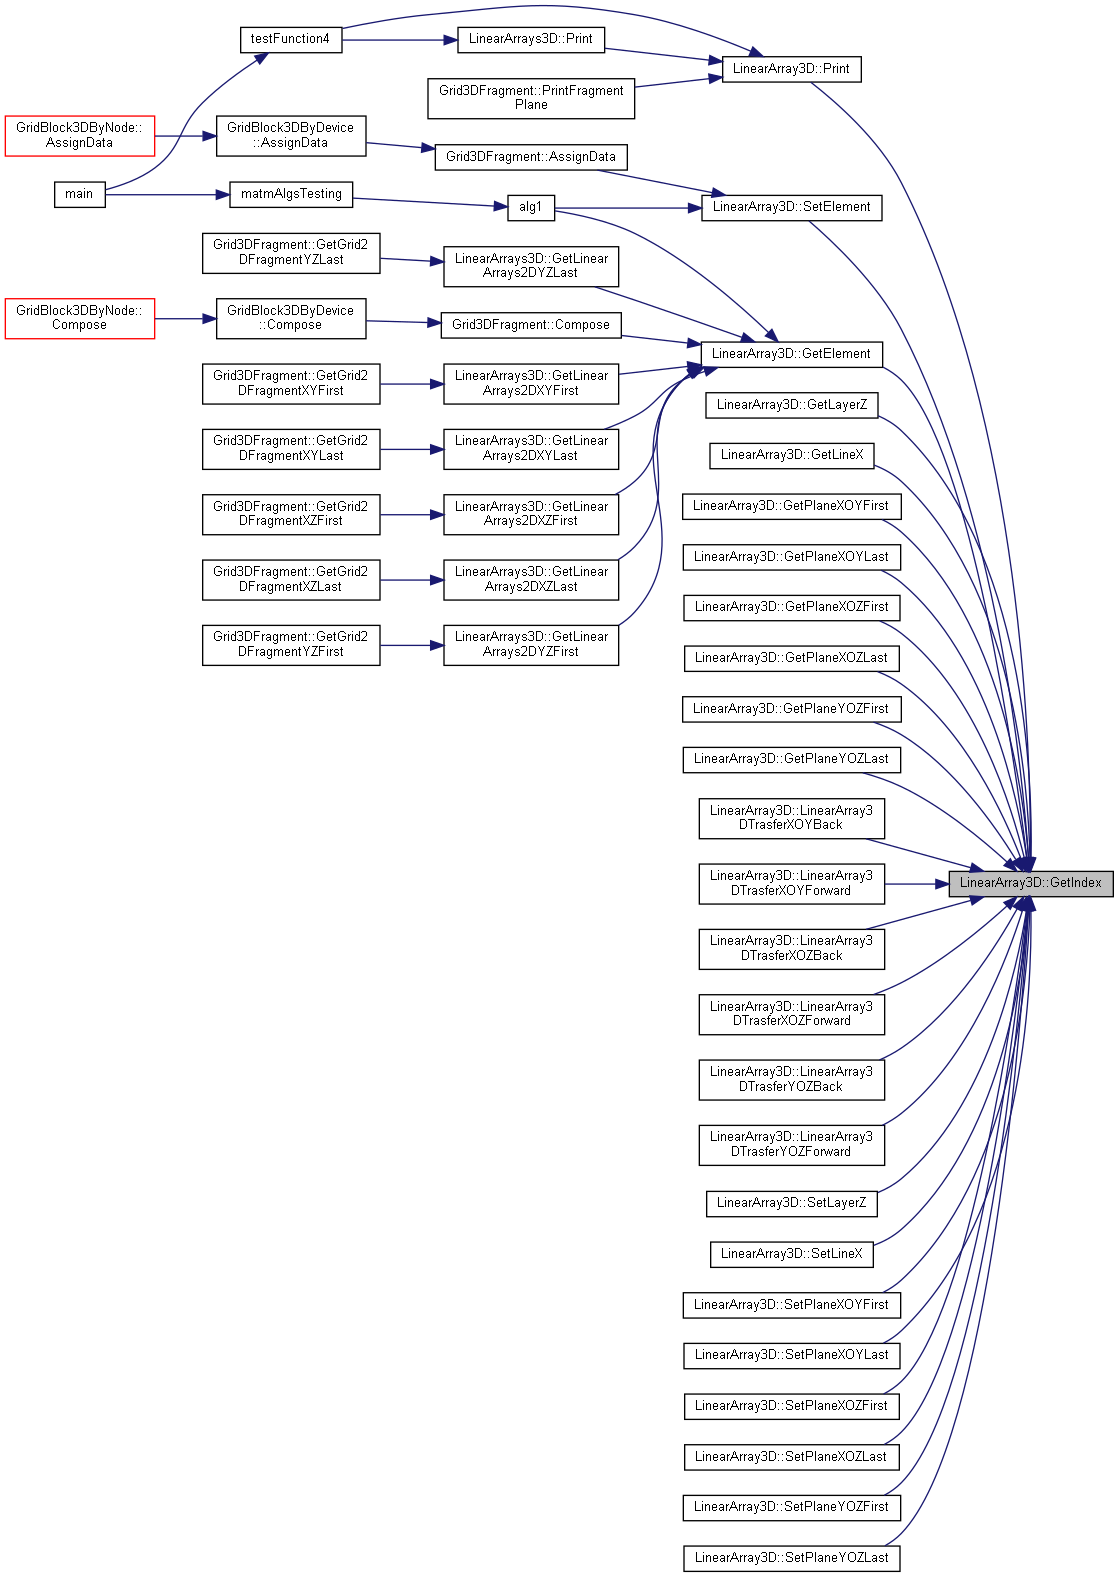 testFunction4
LinearArrays3D::Print
LinearArray3D::Print
Grid3DFragment::PrintFragment
Plane
GridBlock3DByNode::
AssignData
GridBlock3DByDevice
::AssignData
Grid3DFragment::AssignData
main
matmAlgsTesting
alg1
LinearArray3D::SetElement
Grid3DFragment::GetGrid2
DFragmentYZLast
LinearArrays3D::GetLinear
Arrays2DYZLast
GridBlock3DByNode::
Compose
GridBlock3DByDevice
::Compose
Grid3DFragment::Compose
LinearArray3D::GetElement
Grid3DFragment::GetGrid2
DFragmentXYFirst
LinearArrays3D::GetLinear
Arrays2DXYFirst
LinearArray3D::GetLayerZ
Grid3DFragment::GetGrid2
DFragmentXYLast
LinearArrays3D::GetLinear
Arrays2DXYLast
LinearArray3D::GetLineX
Grid3DFragment::GetGrid2
DFragmentXZFirst
LinearArrays3D::GetLinear
Arrays2DXZFirst
LinearArray3D::GetPlaneXOYFirst
LinearArray3D::GetPlaneXOYLast
Grid3DFragment::GetGrid2
DFragmentXZLast
LinearArrays3D::GetLinear
Arrays2DXZLast
LinearArray3D::GetPlaneXOZFirst
Grid3DFragment::GetGrid2
DFragmentYZFirst
LinearArrays3D::GetLinear
Arrays2DYZFirst
LinearArray3D::GetPlaneXOZLast
LinearArray3D::GetPlaneYOZFirst
LinearArray3D::GetPlaneYOZLast
LinearArray3D::LinearArray3
DTrasferXOYBack
LinearArray3D::LinearArray3
DTrasferXOYForward
LinearArray3D::GetIndex
LinearArray3D::LinearArray3
DTrasferXOZBack
LinearArray3D::LinearArray3
DTrasferXOZForward
LinearArray3D::LinearArray3
DTrasferYOZBack
LinearArray3D::LinearArray3
DTrasferYOZForward
LinearArray3D::SetLayerZ
LinearArray3D::SetLineX
LinearArray3D::SetPlaneXOYFirst
LinearArray3D::SetPlaneXOYLast
LinearArray3D::SetPlaneXOZFirst
LinearArray3D::SetPlaneXOZLast
LinearArray3D::SetPlaneYOZFirst
LinearArray3D::SetPlaneYOZLast